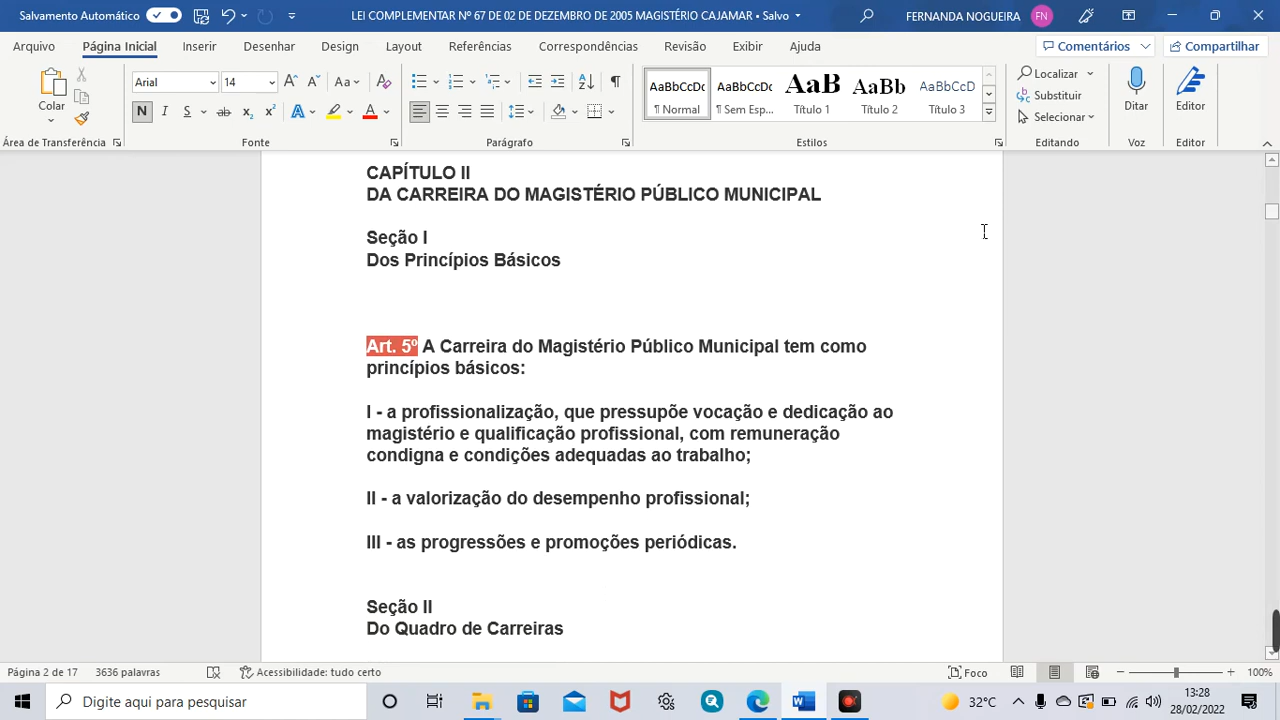 Salvamento Automático
LEI COMPLEMENTAR Nº 67 DE 02 DE DEZEMBRO DE 2005 MAGISTÉRIO CAJAMAR • Salvo
FERNANDA NOGUEIRA
FN
Arquivo
Página Inicial
Inserir
Desenhar
Design
Layout
Referências
Correspondências
Revisão
Exibir
Ajuda
Comentários
Compartilhar
Colar
Arial
14
N I S ab x₂ x²
Aa
AaBbCcDc
¶ Normal
AaBbCcDc
¶ Sem Esp...
AaB
Título 1
AaBb
Título 2
AaBbCcD
Título 3
Localizar
Substituir
Selecionar
Ditar
Editor
Área de Transferência
Fonte
Parágrafo
Estilos
Editando
Voz
Editor
CAPÍTULO II
DA CARREIRA DO MAGISTÉRIO PÚBLICO MUNICIPAL
Seção I
Dos Princípios Básicos
Art. 5º A Carreira do Magistério Público Municipal tem como
princípios básicos:
I - a profissionalização, que pressupõe vocação e dedicação ao
magistério e qualificação profissional, com remuneração
condigna e condições adequadas ao trabalho;
II - a valorização do desempenho profissional;
III - as progressões e promoções periódicas.
Seção II
Do Quadro de Carreiras
Página 2 de 17
3636 palavras
Acessibilidade: tudo certo
Foco
100%
Digite aqui para pesquisar
32°C
13:28
28/02/2022